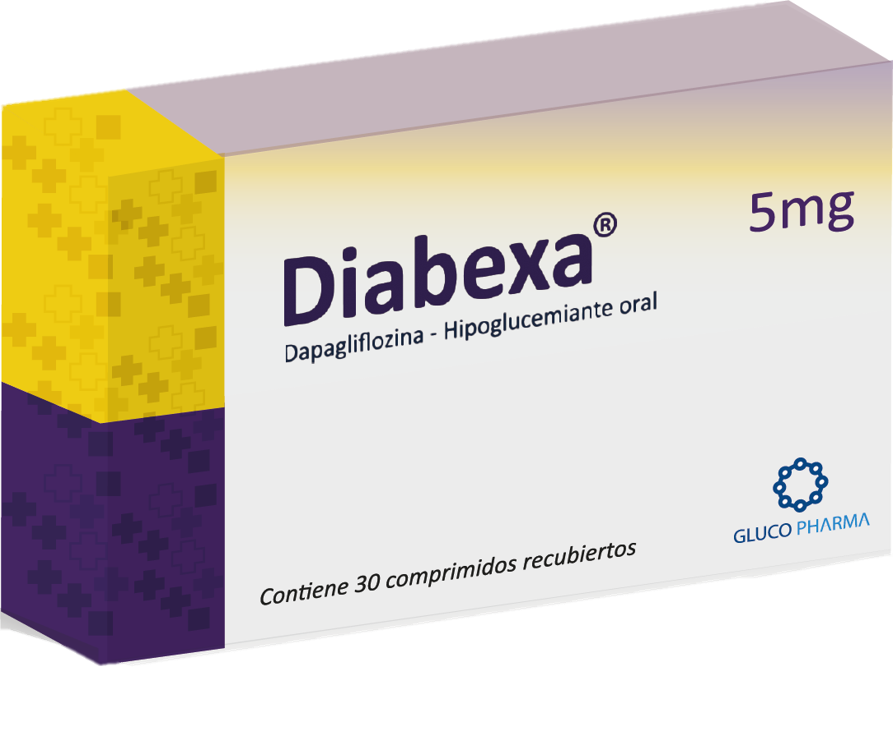 5mg
Diabexa®
Dapagliflozina - Hipoglucemiante oral
GLUCO PHARMA
Contiene 30 comprimidos recubiertos